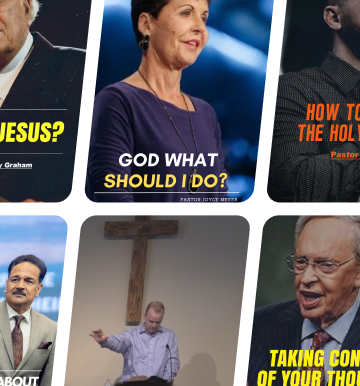 JESUS?
y Graham
GOD WHAT
SHOULD I DO?
PASTOR JOYCE MEYER
HOW TO
THE HOLY
Pastor
ABOUT
TAKING CON
OF YOUR THO